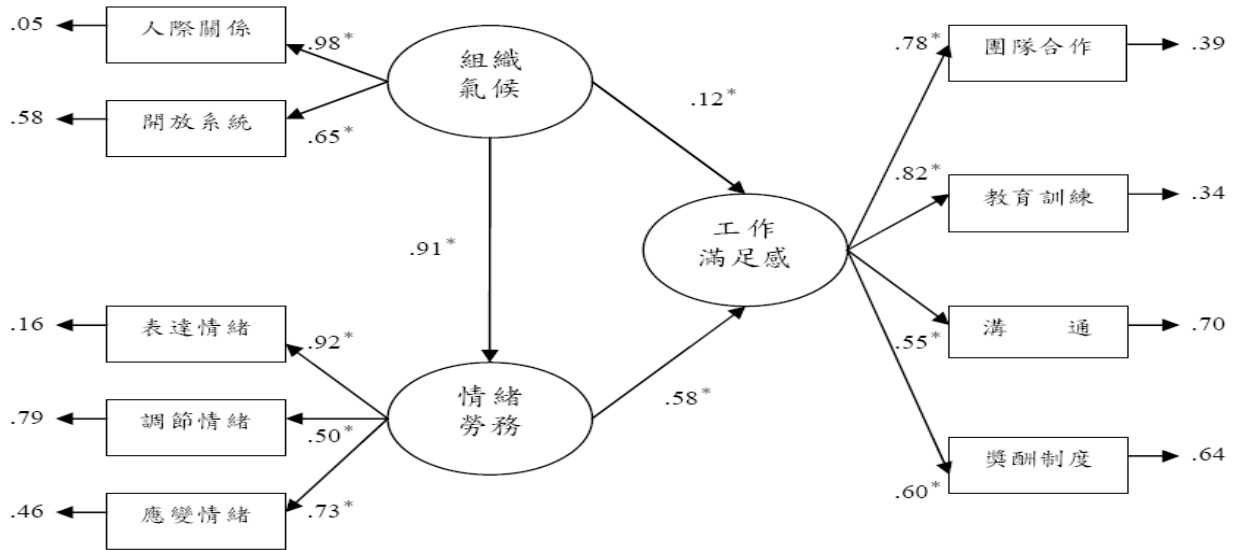 .05
人際關係
.98*
組織
氣候
.78*
團隊合作
.39
.58
開放系統
.65*
.12*
.82*
教育訓練
.34
.91*
工作
滿足感
.16
表達情緒
.92*
.55*
溝 通
.70
.79
調節情緒
.50*
情緒
勞務
.58*
.60*
獎酬制度
.64
.46
應變情緒
.73*